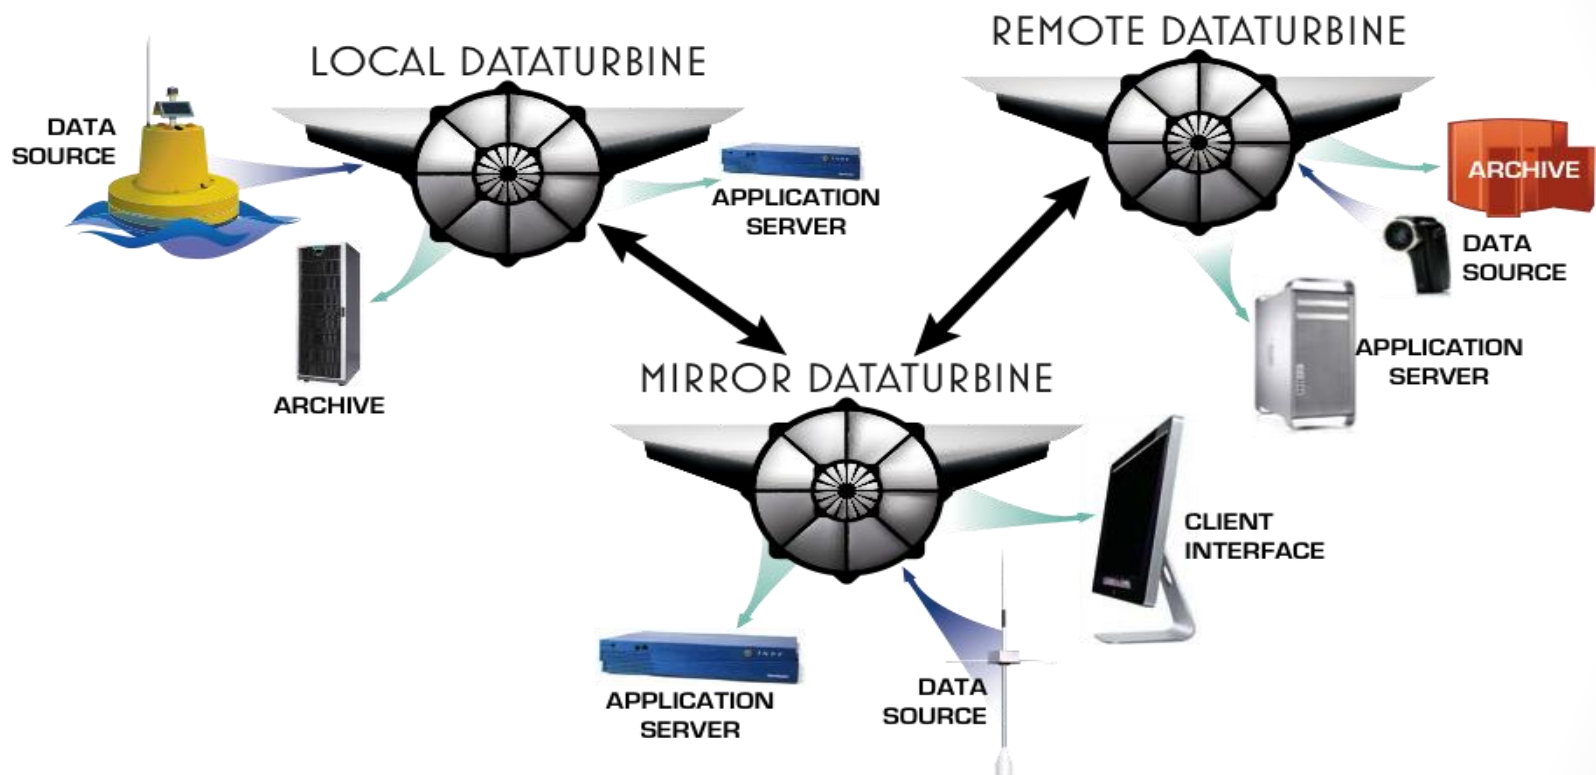 LOCAL DATATURBINE
REMOTE DATATURBINE
DATA
SOURCE
APPLICATION
SERVER
ARCHIVE
ARCHIVE
DATA
SOURCE
APPLICATION
SERVER
MIRROR DATATURBINE
CLIENT
INTERFACE
APPLICATION
SERVER
DATA
SOURCE